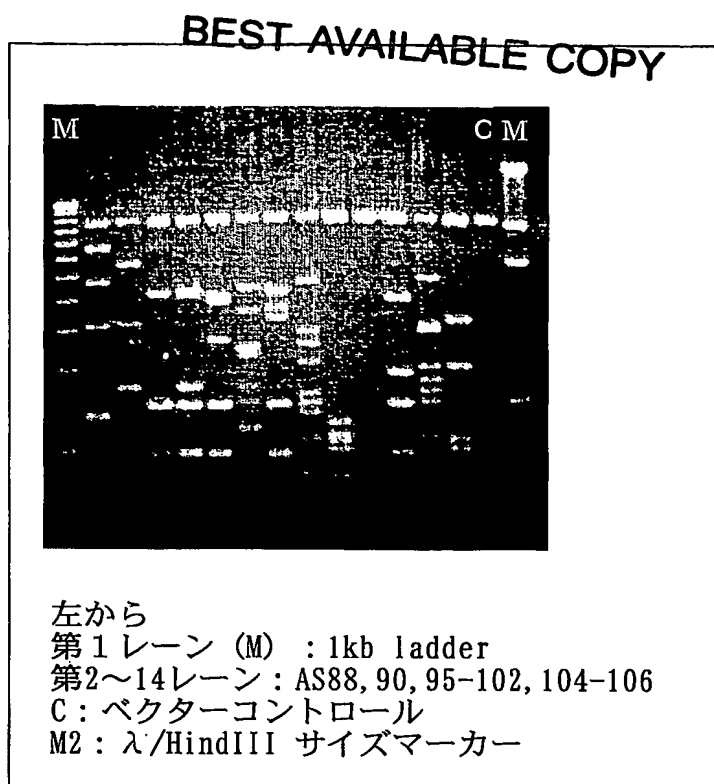 BEST AVAILABLE COPY
M C M
左から
第１レーン (M) : 1kb ladder
第2～14レーン : AS88, 90, 95-102, 104-106
C : ベクターコントロール
M2 : λ/HindIII サイズマーカー